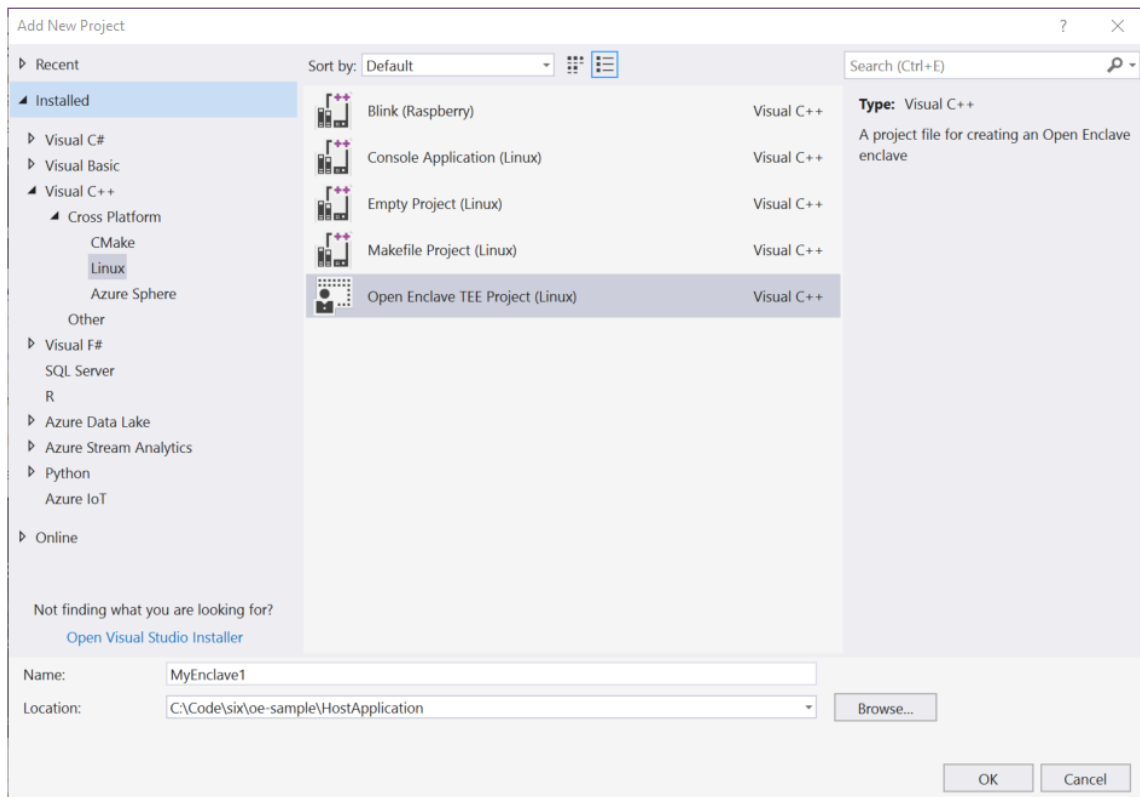 Add New Project
?
Recent
Sort by: Default
Search (Ctrl+E)
Installed
Visual C#
Visual Basic
Visual C++
Cross Platform
CMake
Linux
Azure Sphere
Other
Visual F#
SQL Server
R
Azure Data Lake
Azure Stream Analytics
Python
Azure IoT
Online
Not finding what you are looking for?
Open Visual Studio Installer
Blink (Raspberry) Visual C++
Console Application (Linux) Visual C++
Empty Project (Linux) Visual C++
Makefile Project (Linux) Visual C++
Open Enclave TEE Project (Linux) Visual C++
Type: Visual C++
A project file for creating an Open Enclave
enclave
Name: MyEnclave1
Location: C:\Code\six\oe-sample\HostApplication
Browse...
OK Cancel